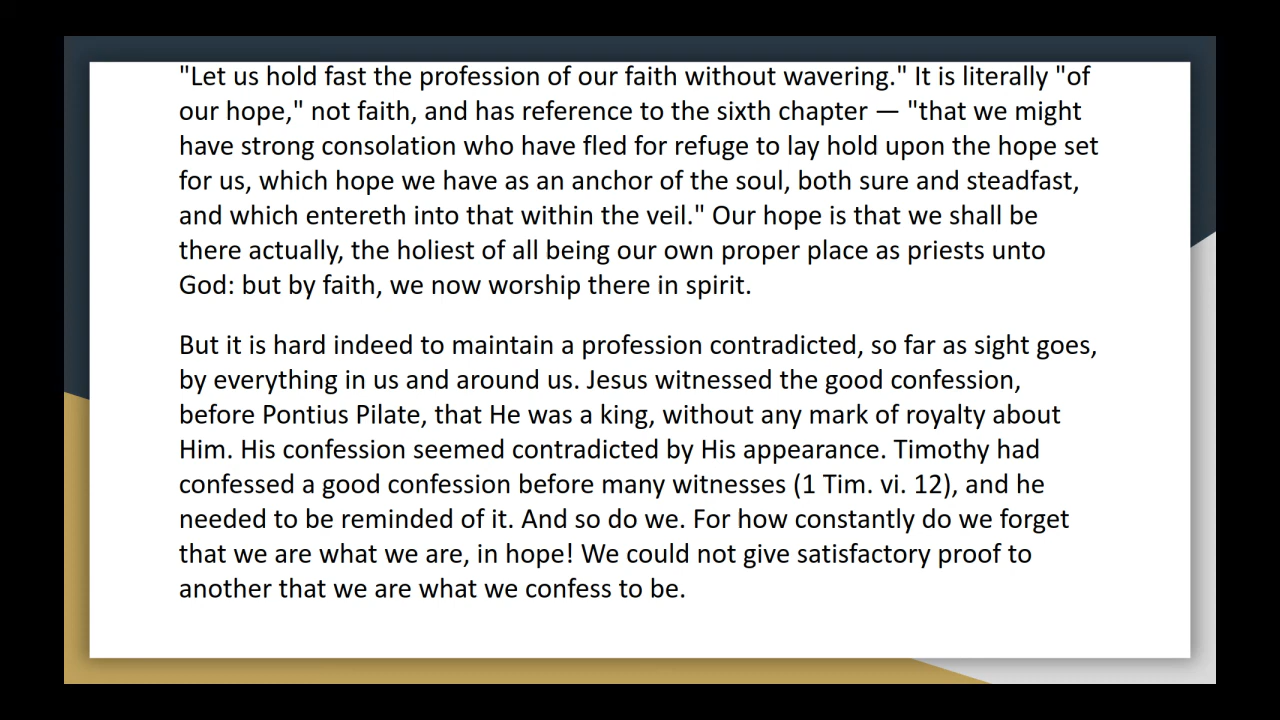 "Let us hold fast the profession of our faith without wavering." It is literally "of
our hope," not faith, and has reference to the sixth chapter — "that we might
have strong consolation who have fled for refuge to lay hold upon the hope set
for us, which hope we have as an anchor of the soul, both sure and steadfast,
and which entereth into that within the veil." Our hope is that we shall be
there actually, the holiest of all being our own proper place as priests unto
God: but by faith, we now worship there in spirit.
But it is hard indeed to maintain a profession contradicted, so far as sight goes,
by everything in us and around us. Jesus witnessed the good confession,
before Pontius Pilate, that He was a king, without any mark of royalty about
Him. His confession seemed contradicted by His appearance. Timothy had
confessed a good confession before many witnesses (1 Tim. vi. 12), and he
needed to be reminded of it. And so do we. For how constantly do we forget
that we are what we are, in hope! We could not give satisfactory proof to
another that we are what we confess to be.